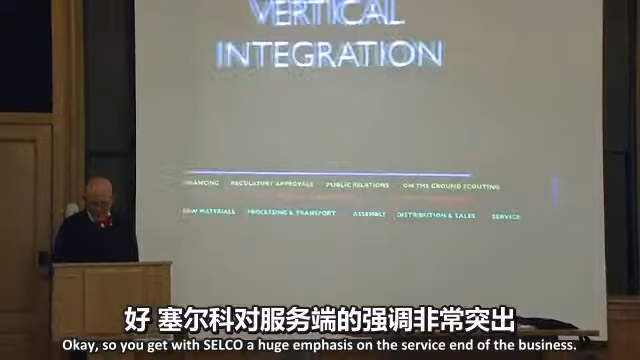 VERTICAL
INTEGRATION
FINANCING REGULATORY APPROVALS PUBLIC RELATIONS ON THE GROUND SCOUTING
RAW MATERIALS PROCESSING & TRANSPORT ASSEMBLY DISTRIBUTION & SALES SERVICE
好 塞尔科对服务端的强调非常突出
Okay, so you get with SELCO a huge emphasis on the service end of the business.